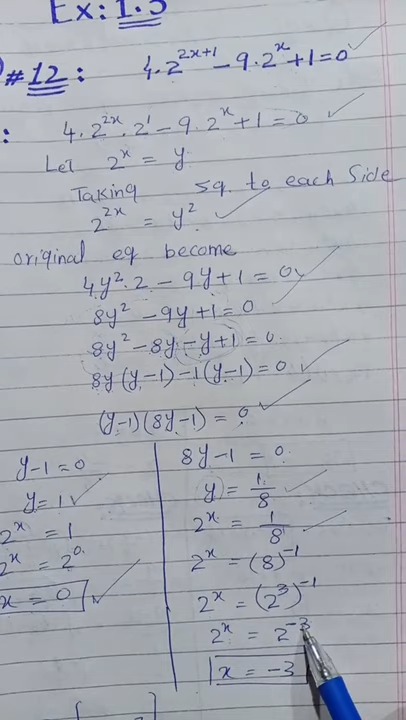 Ex: 1.3
#12: 4·2^{2x+1} − 9·2^x + 1 = 0
: 4·2^{2x}·2^1 − 9·2^x + 1 = 0
Let 2^x = y
Taking sq. to each side
2^{2x} = y^2
original eq become
4y^2·2 − 9y + 1 = 0
8y^2 − 9y + 1 = 0
8y^2 − 8y − y + 1 = 0
8y(y−1) −1(y−1) = 0
(y−1)(8y−1) = 0
y−1 = 0
y = 1
2^x = 1
2^x = 2^0
x = 0
8y−1 = 0
y = 1/8
2^x = 1/8
2^x = (8)^{-1}
2^x = (2^3)^{-1}
2^x = 2^{-3}
x = −3